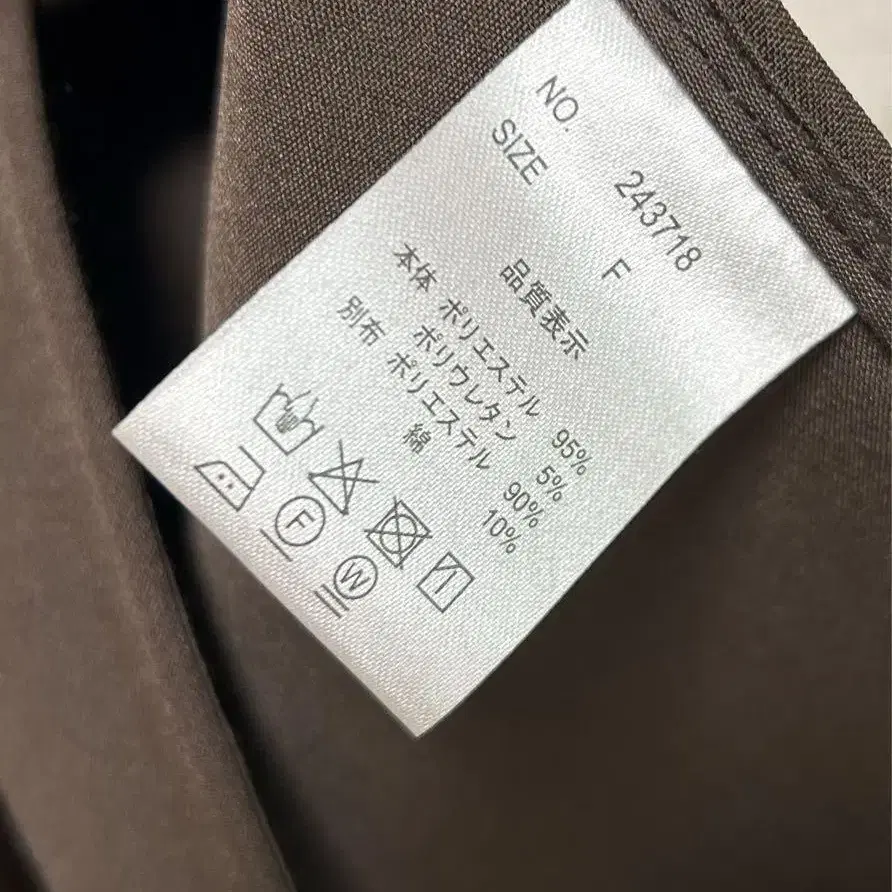 NO. 243718
SIZE F
品質表示
本体 ポリエステル 95%
ポリウレタン 5%
別布 ポリエステル 90%
綿 10%
F
W